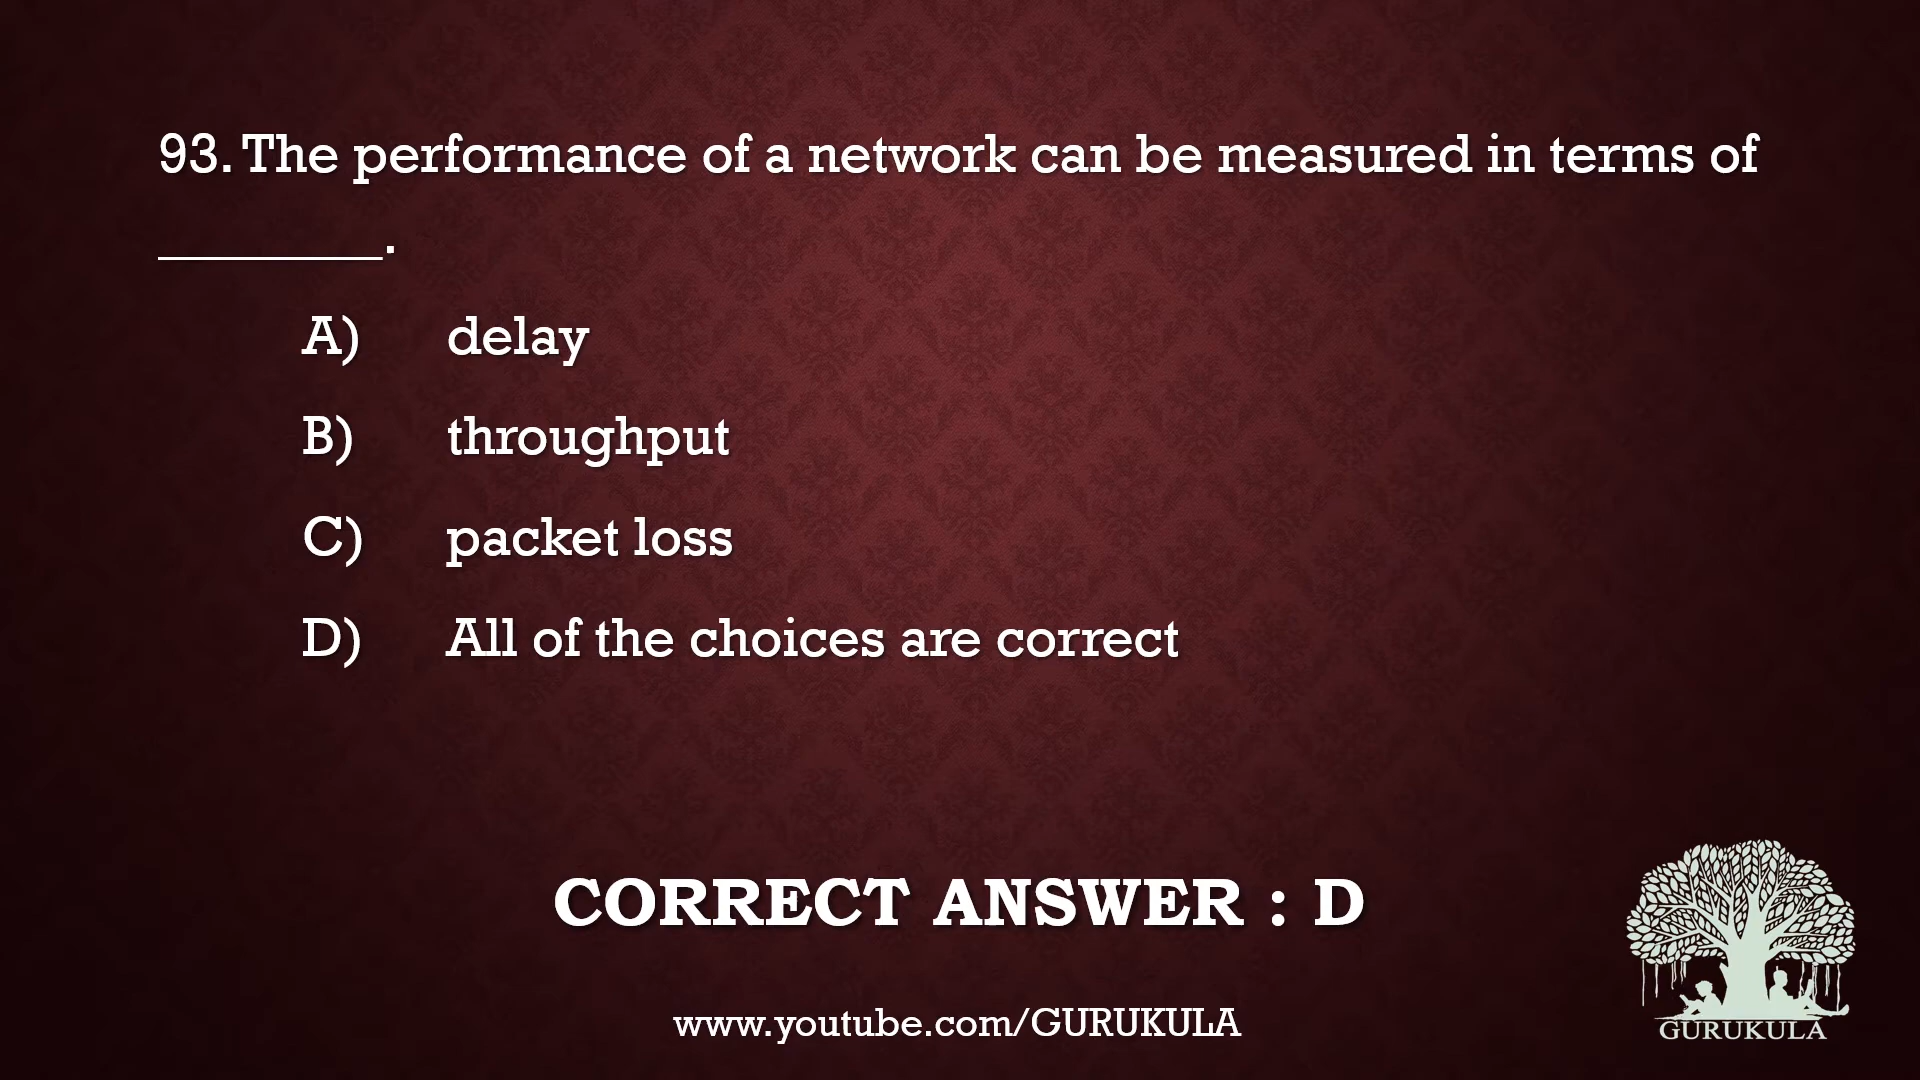 93. The performance of a network can be measured in terms of
________.
A) delay
B) throughput
C) packet loss
D) All of the choices are correct
CORRECT ANSWER : D
www.youtube.com/GURUKULA
GURUKULA